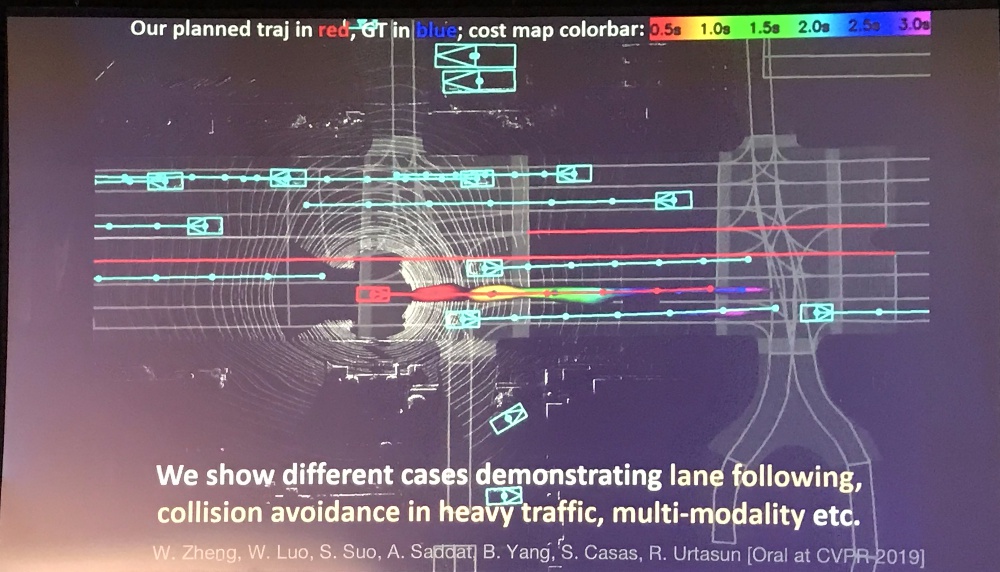 Our planned traj in red, GT in blue; cost map colorbar: 0.5s 1.0s 1.5s 2.0s 2.5s 3.0s
We show different cases demonstrating lane following,
collision avoidance in heavy traffic, multi-modality etc.
W. Zheng, W. Luo, S. Suo, A. Saddat, B. Yang, S. Casas, R. Urtasun [Oral at CVPR 2019]